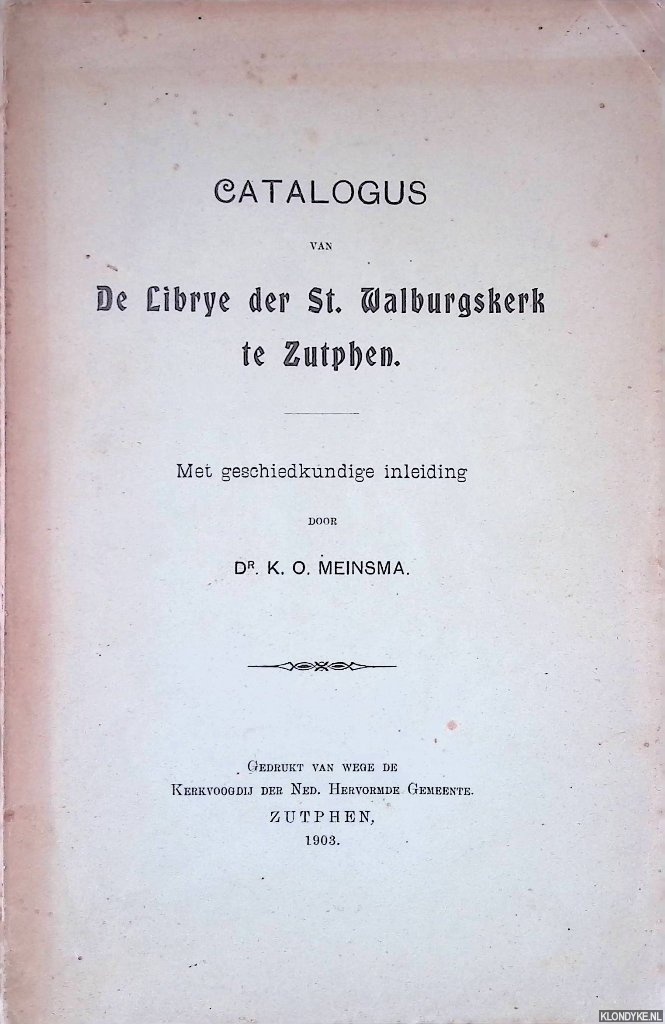 CATALOGUS
VAN
De Librye der St. Walburgskerk
te Zutphen.
Met geschiedkundige inleiding
DOOR
DR. K. O. MEINSMA.
GEDRUKT VAN WEGE DE
KERKVOOGDIJ DER NED. HERVORMDE GEMEENTE.
ZUTPHEN,
1903.
KLONDYKE.NL